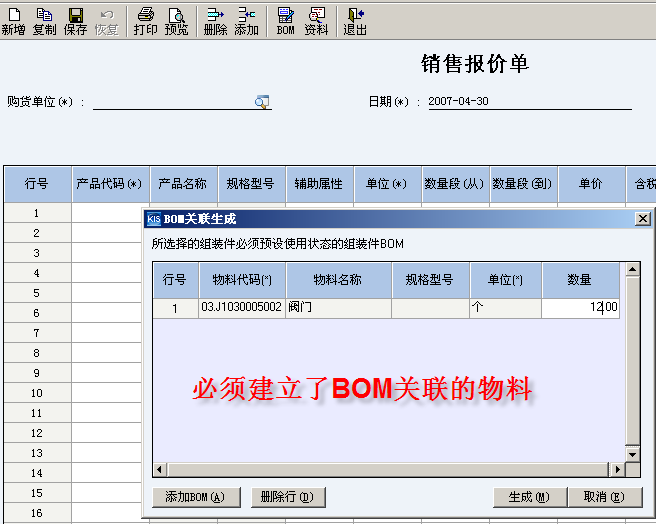 新增 复制 保存 恢复 打印 预览 删除 添加 BOM 资料 退出
销售报价单
购货单位(*) :
日期(*) : 2007-04-30
行号 产品代码(*) 产品名称 规格型号 辅助属性 单位(*) 数量段(从) 数量段(到) 单价 含税
1
2
3
4
5
6
7
8
9
10
11
12
13
14
15
16
KIS BOM关联生成
所选择的组装件必须预设使用状态的组装件BOM
行号 物料代码(*) 物料名称 规格型号 单位(*) 数量
1 03.J1030005002 阀门 个 12.00
必须建立了BOM关联的物料
添加BOM(A) 删除行(D) 生成(M) 取消(E)